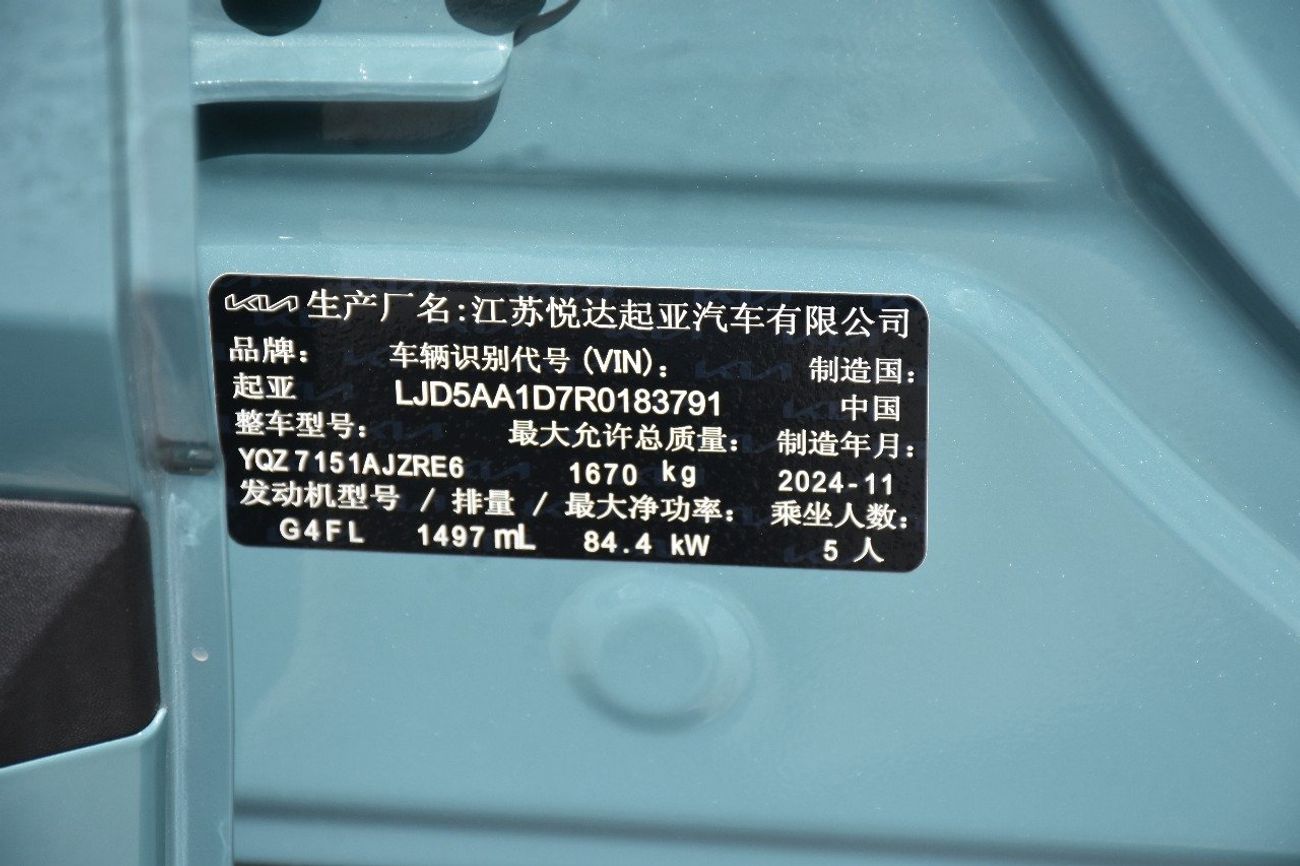 KIA 生产厂名:江苏悦达起亚汽车有限公司
品牌: 车辆识别代号(VIN): 制造国:
起亚 LJD5AA1D7R0183791 中国
整车型号: 最大允许总质量: 制造年月:
YQZ7151AJZRE6 1670 kg 2024-11
发动机型号 / 排量 / 最大净功率: 乘坐人数:
G4FL 1497 mL 84.4 kW 5 人